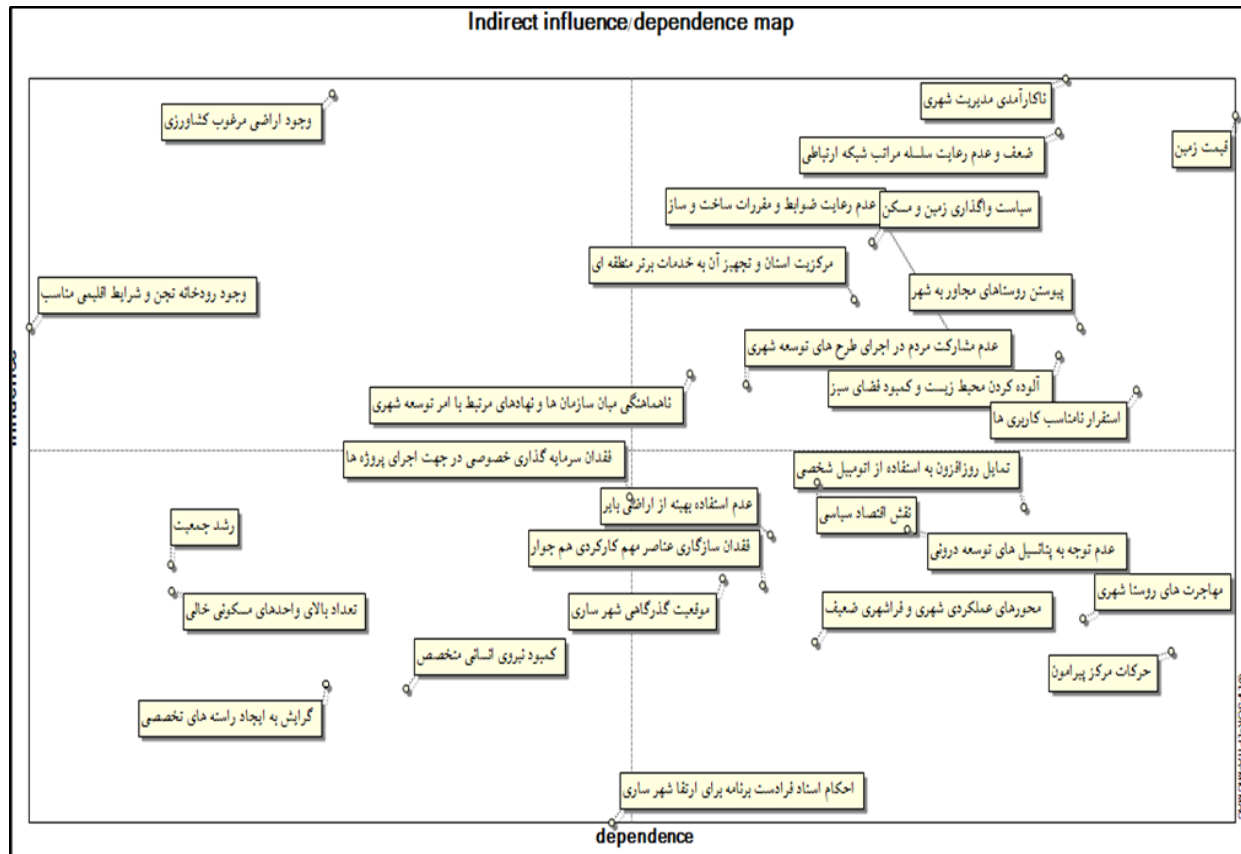 Indirect influence/dependence map
ناکارآمدی مدیریت شهری
وجود اراضی مرغوب کشاورزی
قیمت زمین
ضعف و عدم رعایت سلسله مراتب شبکه ارتباطی
عدم رعایت ضوابط و مقررات ساخت و ساز
سیاست واگذاری زمین و مسکن
مرکزیت استان و تجهیز آن به خدمات برتر منطقه ای
پیوستن روستاهای مجاور به شهر
وجود رودخانه تجن و شرایط اقلیمی مناسب
عدم مشارکت مردم در اجرای طرح های توسعه شهری
آلوده کردن محیط زیست و کمبود فضای سبز
ناهماهنگی میان سازمان ها و نهادهای مرتبط با امر توسعه شهری
استقرار نامناسب کاربری ها
فقدان سرمایه گذاری خصوصی در جهت اجرای پروژه ها
تمایل روزافزون به استفاده از اتومبیل شخصی
عدم استفاده بهینه از اراضی بایر
نقش اقتصاد سیاسی
رشد جمعیت
فقدان سازگاری عناصر مهم کارکردی هم جوار
عدم توجه به پتانسیل های توسعه درونی
مهاجرت های روستا شهری
تعداد بالای واحدهای مسکونی خالی
موقعیت گذرگاهی شهر ساری
محورهای عملکردی شهری و فراشهری ضعیف
کمبود نیروی انسانی متخصص
حرکات مرکز پیرامون
گرایش به ایجاد راسته های تخصصی
احکام اسناد فرادست برنامه برای ارتقا شهر ساری
dependence